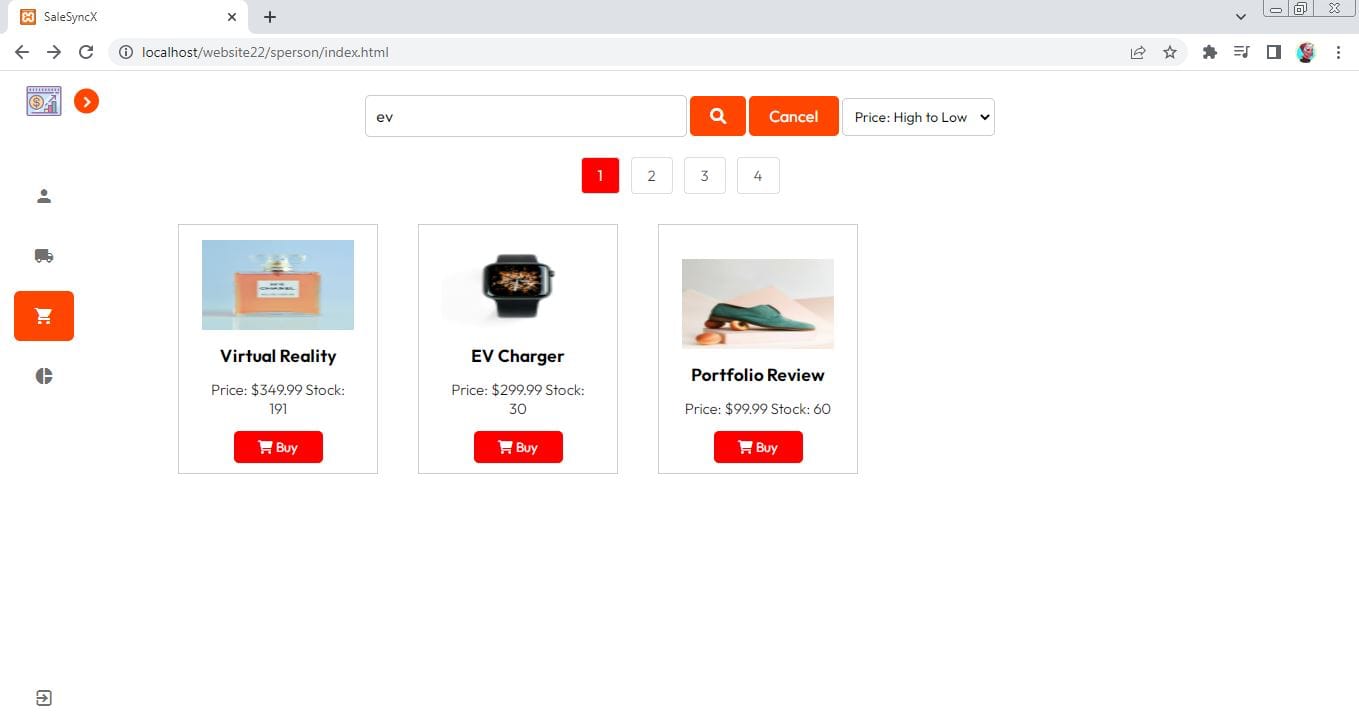 SaleSyncX
localhost/website22/sperson/index.html
ev
Cancel
Price: High to Low
1 2 3 4
CHANEL
Virtual Reality
Price: $349.99 Stock:
191
Buy
EV Charger
Price: $299.99 Stock:
30
Buy
Portfolio Review
Price: $99.99 Stock: 60
Buy